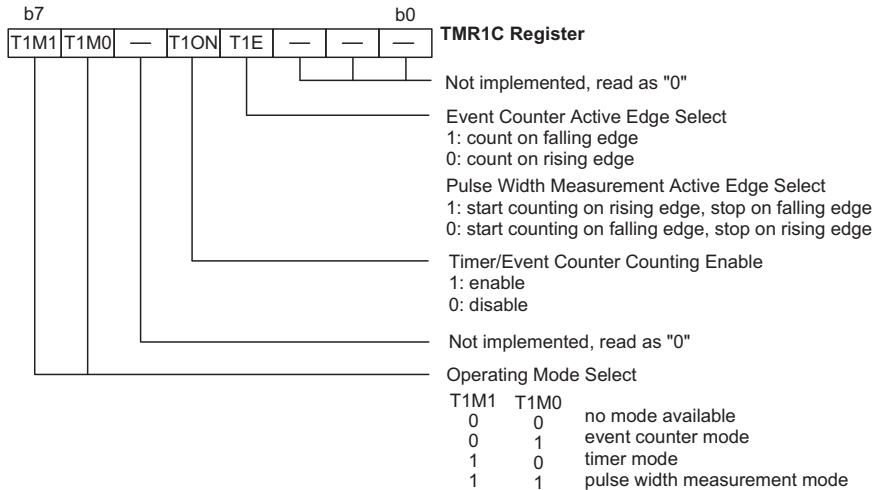 b7 b0
TMR1C Register
T1M1 T1M0 — T1ON T1E — — —
Not implemented, read as "0"
Event Counter Active Edge Select
1: count on falling edge
0: count on rising edge
Pulse Width Measurement Active Edge Select
1: start counting on rising edge, stop on falling edge
0: start counting on falling edge, stop on rising edge
Timer/Event Counter Counting Enable
1: enable
0: disable
Not implemented, read as "0"
Operating Mode Select
T1M1 T1M0
0 0 no mode available
0 1 event counter mode
1 0 timer mode
1 1 pulse width measurement mode